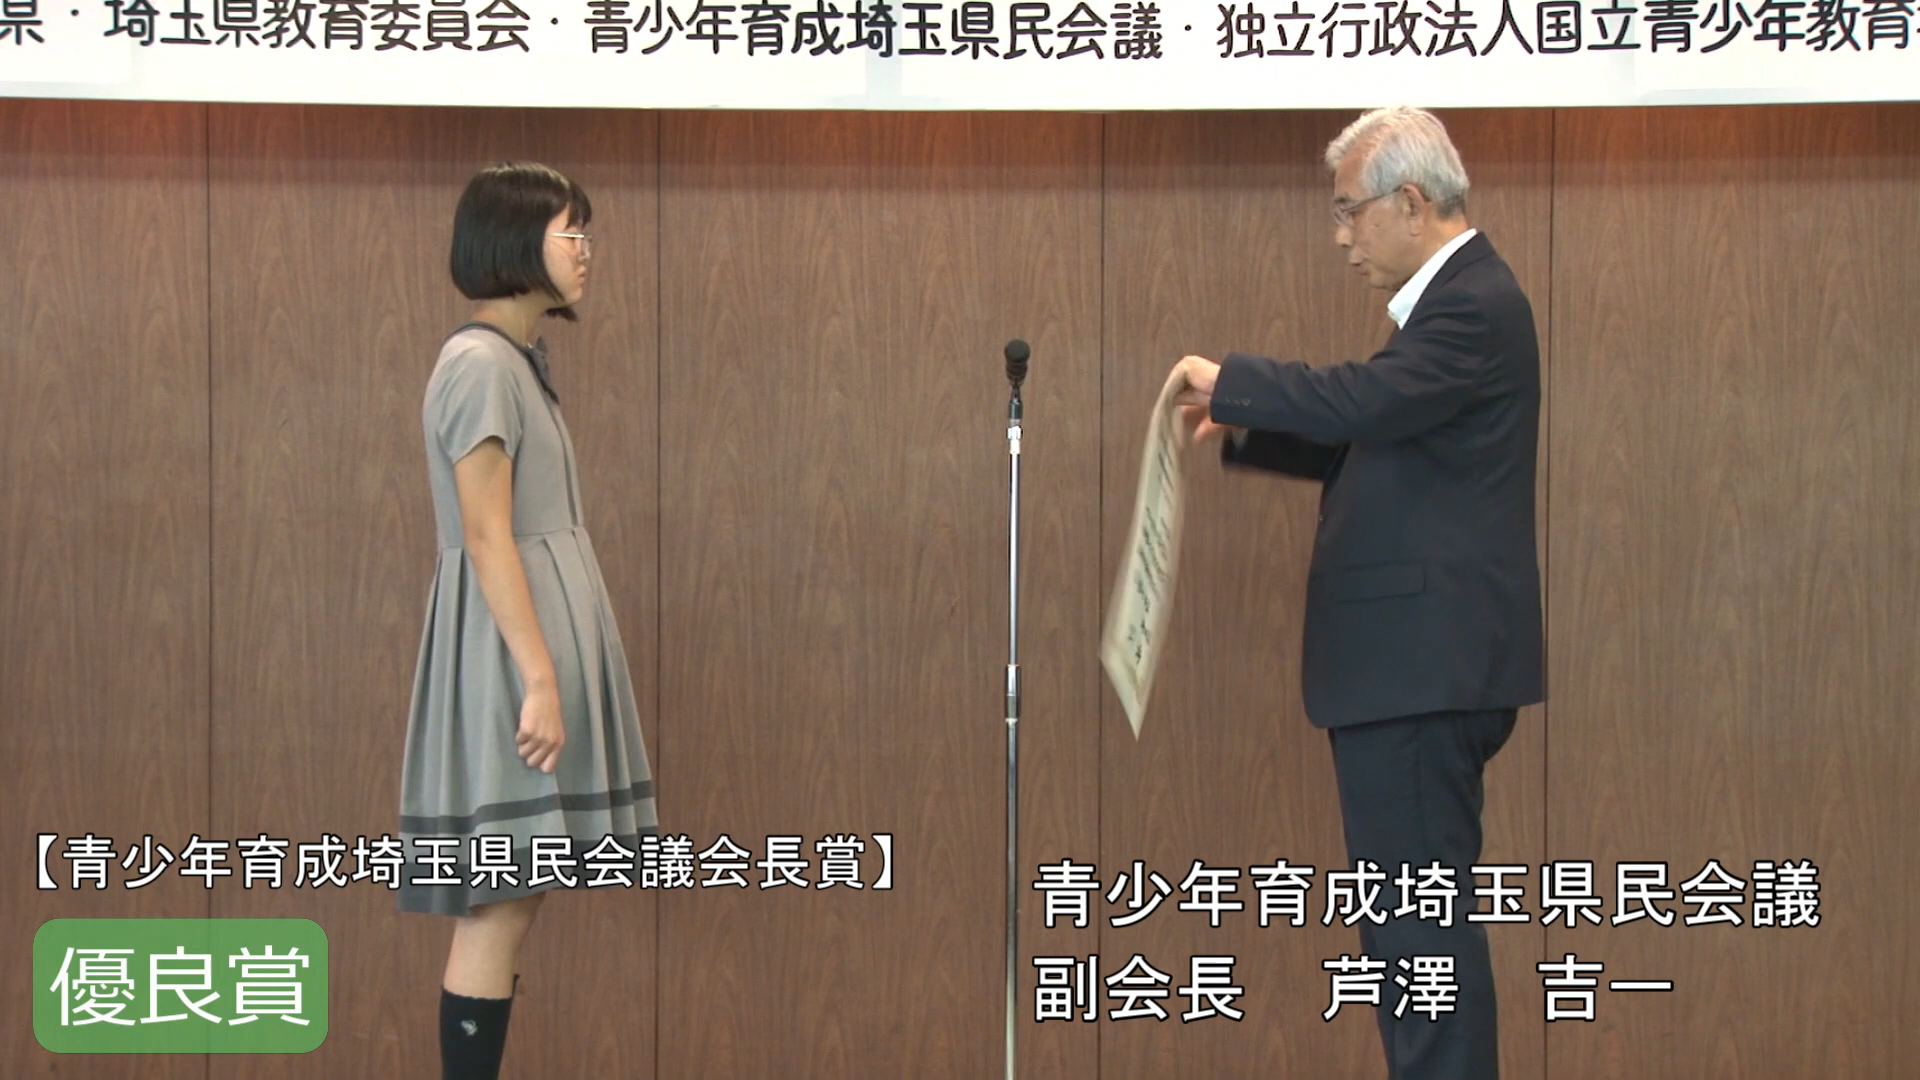 県・埼玉県教育委員会・青少年育成埼玉県民会議・独立行政法人国立青少年教育
【青少年育成埼玉県民会議会長賞】
優良賞
青少年育成埼玉県民会議
副会長　芦澤　吉一